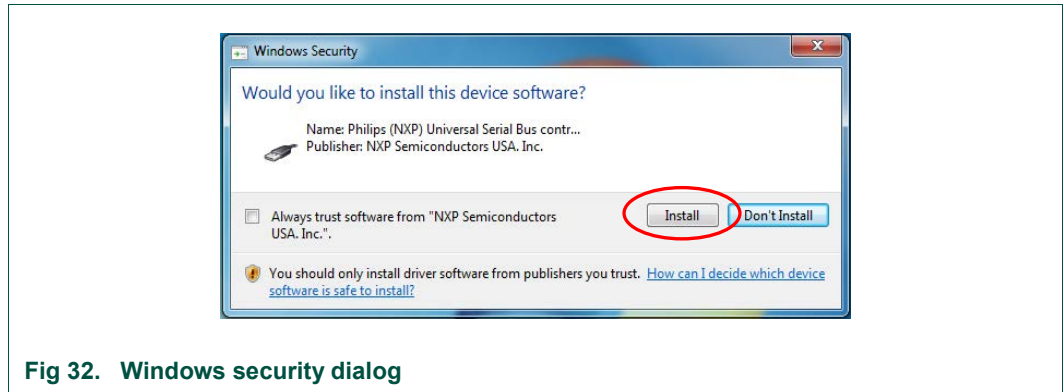 Windows Security
Would you like to install this device software?
Name: Philips (NXP) Universal Serial Bus contr...
Publisher: NXP Semiconductors USA. Inc.
Always trust software from "NXP Semiconductors
USA. Inc.".
Install
Don't Install
You should only install driver software from publishers you trust. How can I decide which device
software is safe to install?
Fig 32. Windows security dialog